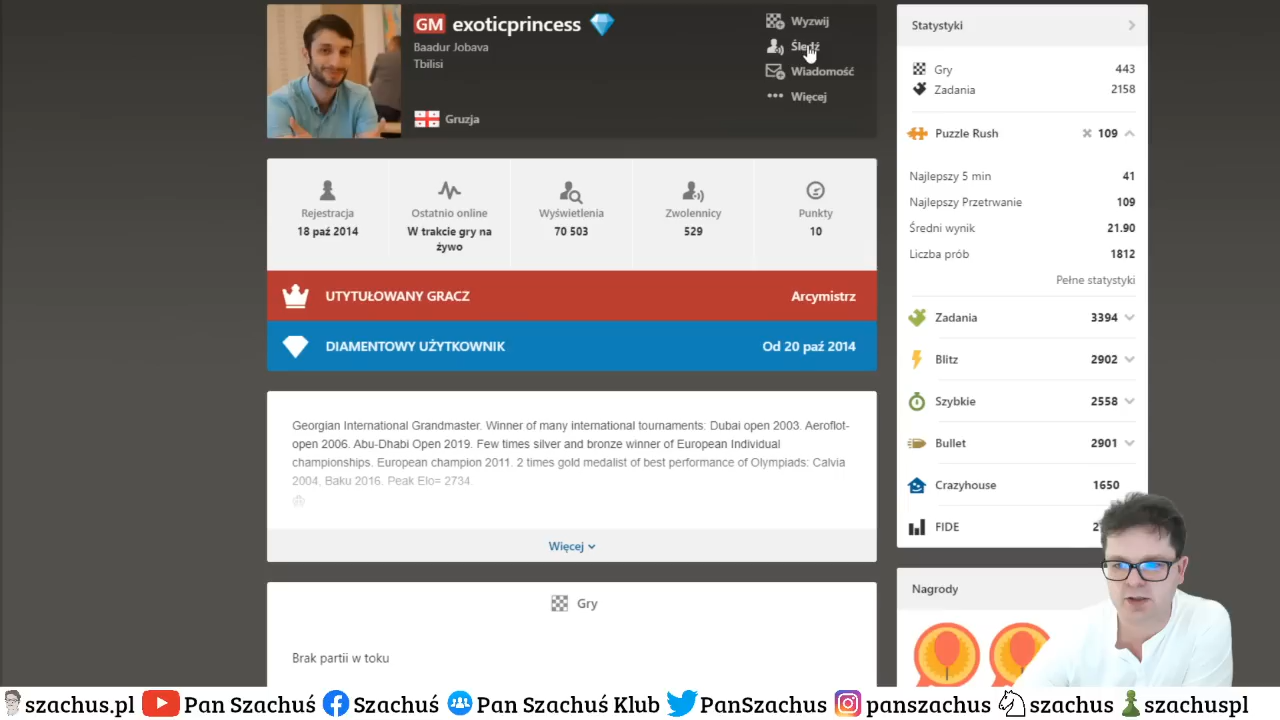 GM exoticprincess
Baadur Jobava
Tbilisi
Gruzja
Wyzwij
Śledź
Wiadomość
Więcej
Rejestracja
18 paź 2014
Ostatnio online
W trakcie gry na
żywo
Wyświetlenia
70 503
Zwolennicy
529
Punkty
10
UTYTUŁOWANY GRACZ
Arcymistrz
DIAMENTOWY UŻYTKOWNIK
Od 20 paź 2014
Georgian International Grandmaster. Winner of many international tournaments: Dubai open 2003. Aeroflot-
open 2006. Abu-Dhabi Open 2019. Few times silver and bronze winner of European Individual
championships. European champion 2011. 2 times gold medalist of best performance of Olympiads: Calvia
2004, Baku 2016. Peak Elo= 2734.
Więcej
Gry
Brak partii w toku
Statystyki
Gry 443
Zadania 2158
Puzzle Rush 109
Najlepszy 5 min 41
Najlepszy Przetrwanie 109
Średni wynik 21.90
Liczba prób 1812
Pełne statystyki
Zadania 3394
Blitz 2902
Szybkie 2558
Bullet 2901
Crazyhouse 1650
FIDE
Nagrody
szachus.pl Pan Szachuś Szachuś Pan Szachuś Klub PanSzachus panszachus szachus szachuspl